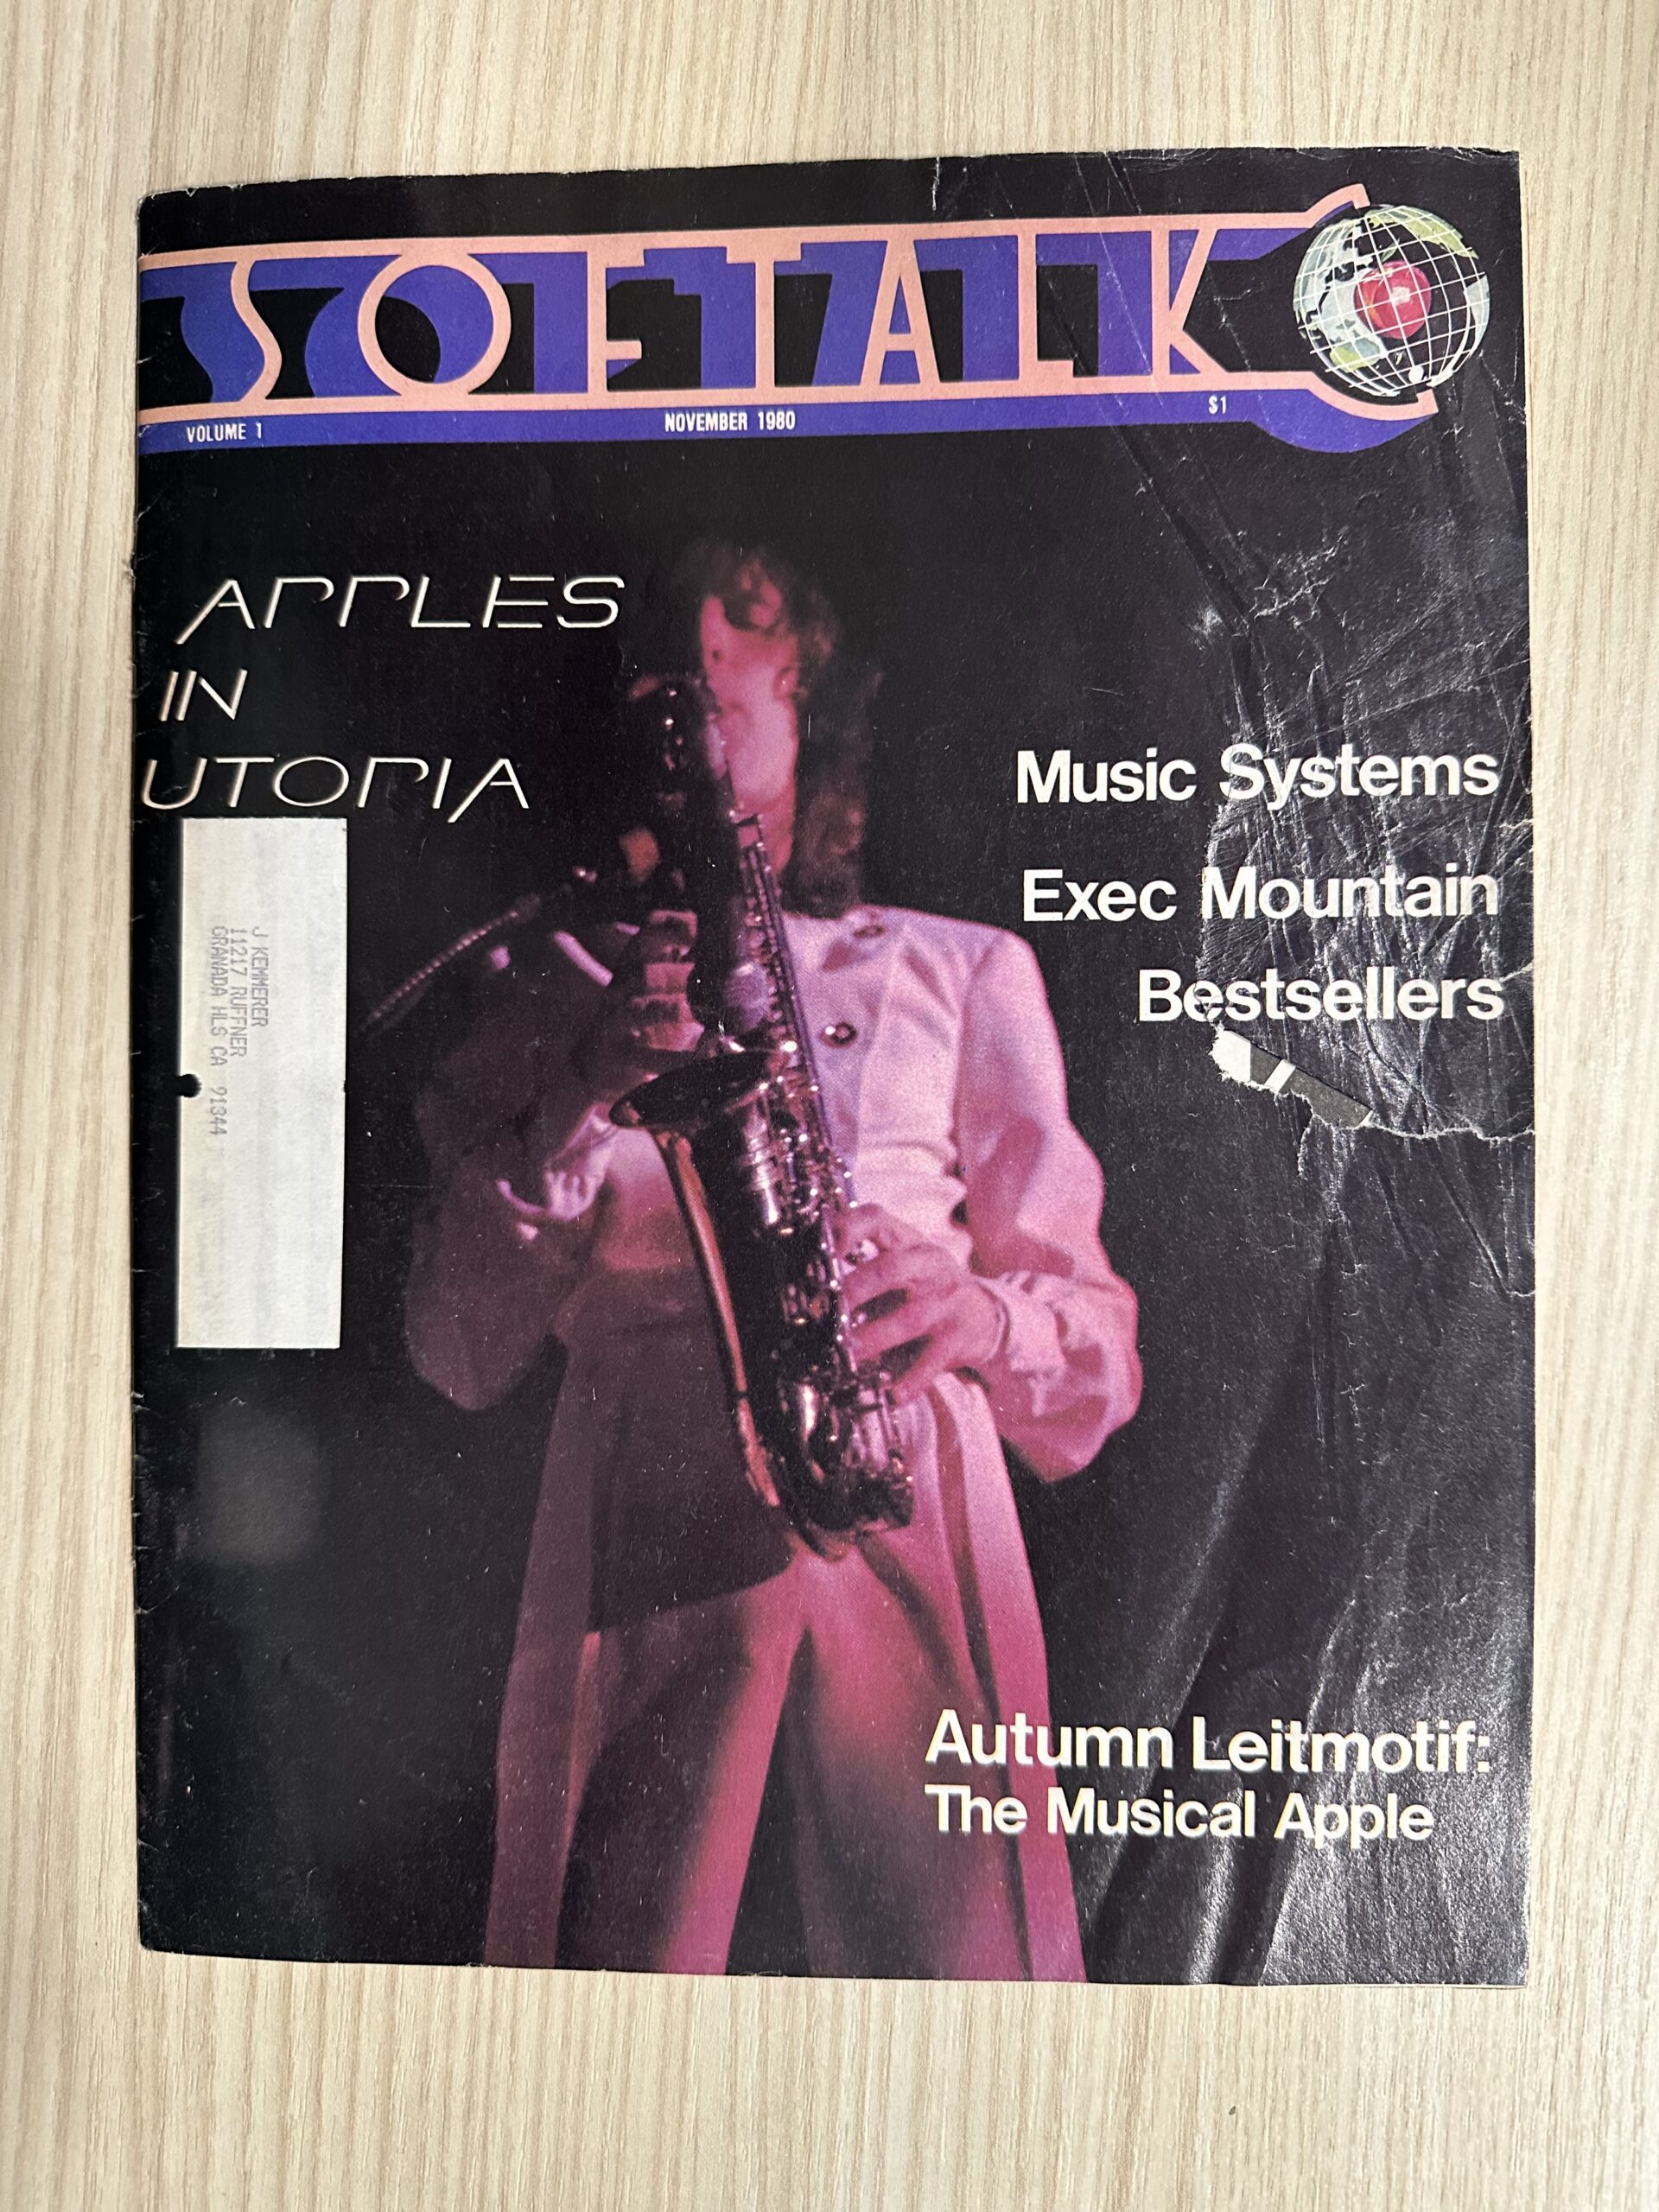 SOFTALK
VOLUME 1
NOVEMBER 1980
$1
APPLES
IN
UTOPIA
Music Systems
Exec Mountain
Bestsellers
J KEMMERER
11217 RUFFNER
GRANADA HLS CA 91344
Autumn Leitmotif:
The Musical Apple